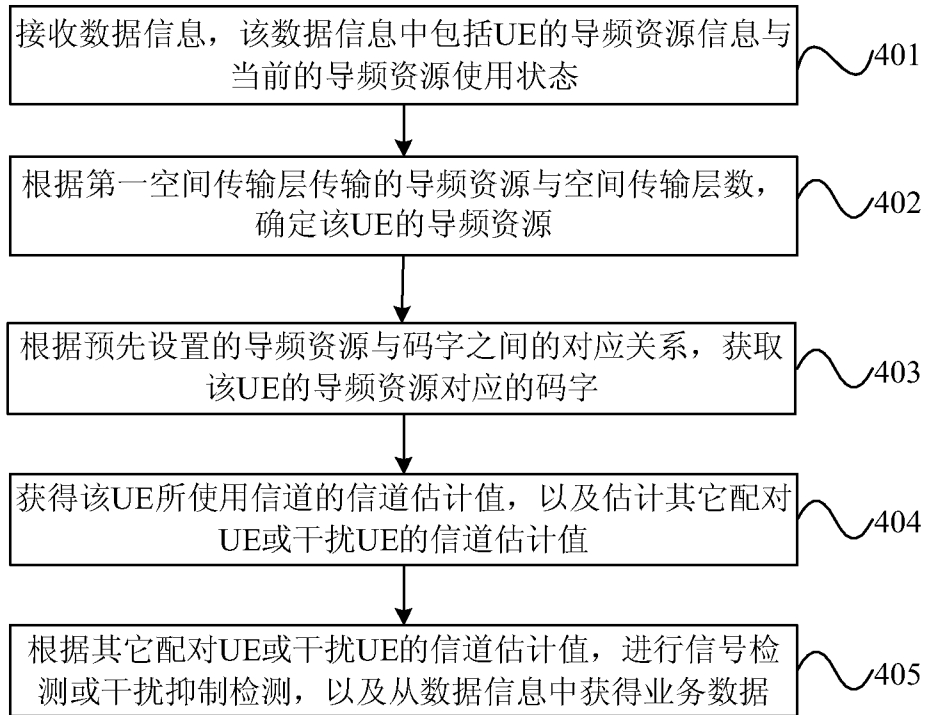 接收数据信息，该数据信息中包括UE的导频资源信息与
当前的导频资源使用状态
401
根据第一空间传输层传输的导频资源与空间传输层数，
确定该UE的导频资源
402
根据预先设置的导频资源与码字之间的对应关系，获取
该UE的导频资源对应的码字
403
获得该UE所使用信道的信道估计值，以及估计其它配对
UE或干扰UE的信道估计值
404
根据其它配对UE或干扰UE的信道估计值，进行信号检
测或干扰抑制检测，以及从数据信息中获得业务数据
405